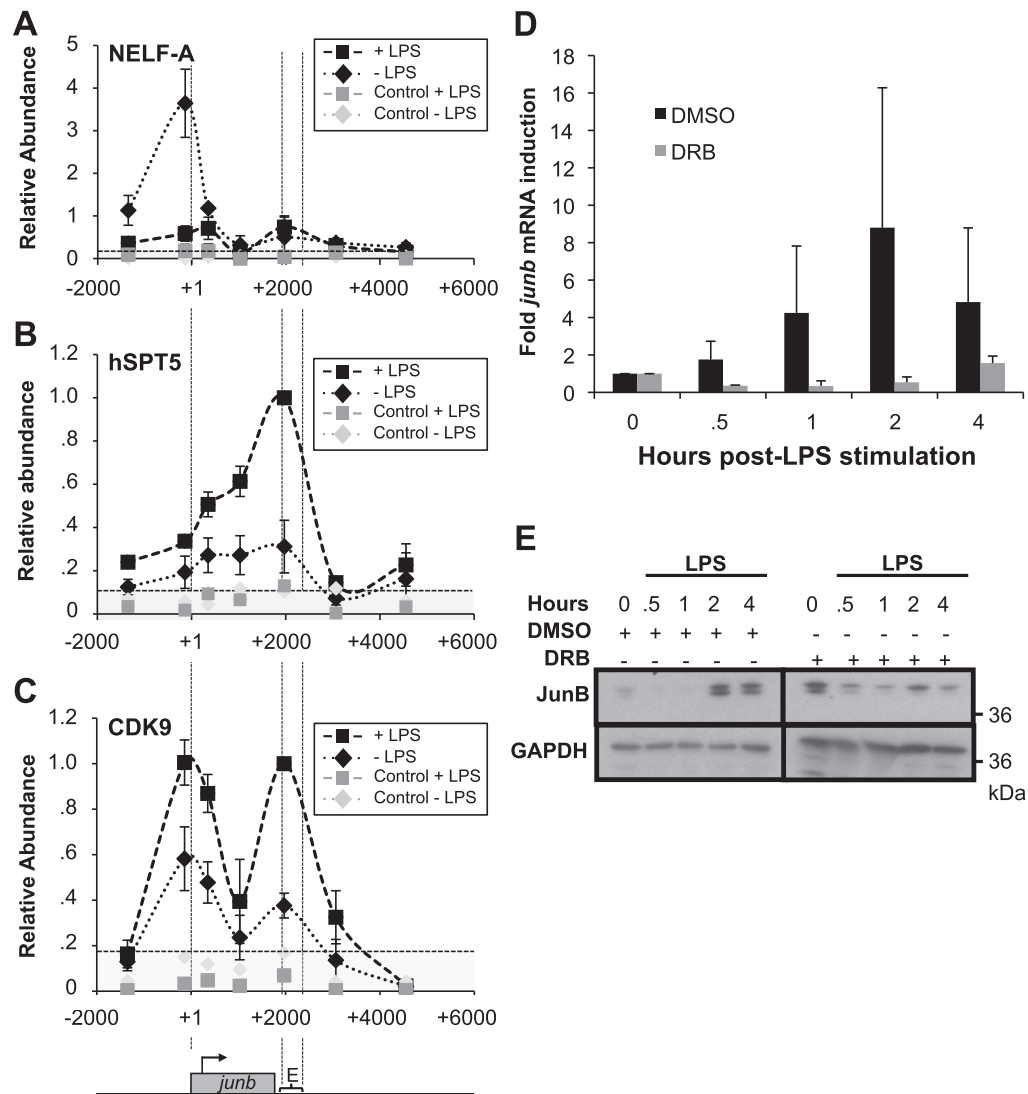 A
NELF-A
Relative Abundance
5
4
3
2
1
0
+ LPS
- LPS
Control + LPS
Control - LPS
-2000 +1 +2000 +4000 +6000
B
hSPT5
Relative abundance
1.2
1.0
.8
.6
.4
.2
0
+ LPS
- LPS
Control + LPS
Control - LPS
-2000 +1 +2000 +4000 +6000
C
CDK9
Relative Abundance
1.2
1.0
.8
.6
.4
.2
0
+ LPS
- LPS
Control + LPS
Control - LPS
-2000 +1 +2000 +4000 +6000
junb E
D
Fold junb mRNA induction
18
16
14
12
10
8
6
4
2
0
DMSO
DRB
0 .5 1 2 4
Hours post-LPS stimulation
E
LPS LPS
Hours 0 .5 1 2 4 0 .5 1 2 4
DMSO + + + + + - - - - -
DRB - - - - - + + + + +
JunB
36
GAPDH
36
kDa